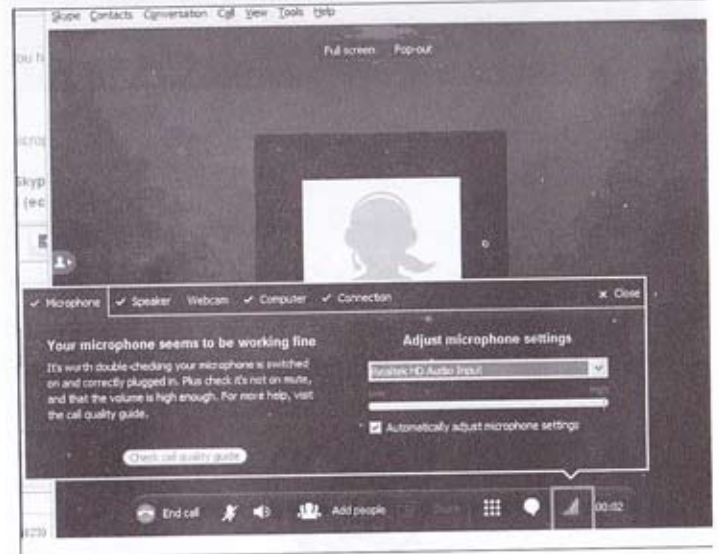 Skype Contacts Conversation Call View Tools Help
Full screen Pop-out
ou h
icrop
Skyp
(ec
Microphone Speaker Webcam Computer Connection × Close
Your microphone seems to be working fine
It's worth double-checking your microphone is switched
on and correctly plugged in. Plus check it's not on mute,
and that the volume is high enough. For more help, visit
the call quality guide.
Check call quality guide
Adjust microphone settings
Realtek HD Audio Input
Automatically adjust microphone settings
End call Add people 00:02